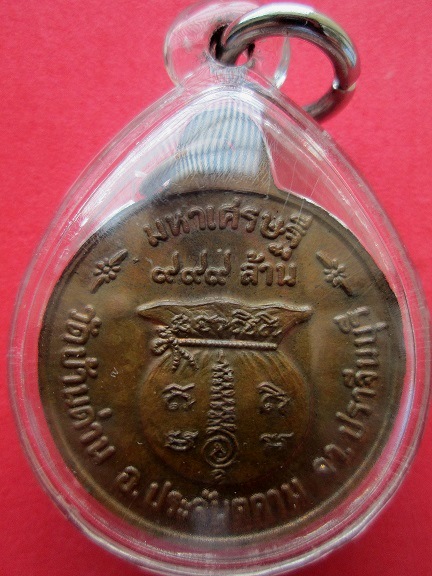 มหาเศรษฐี
๙๙๙ ล้าน
วัดบ้านด่าน อ.ประจันตคาม จว.ปราจีนบุรี